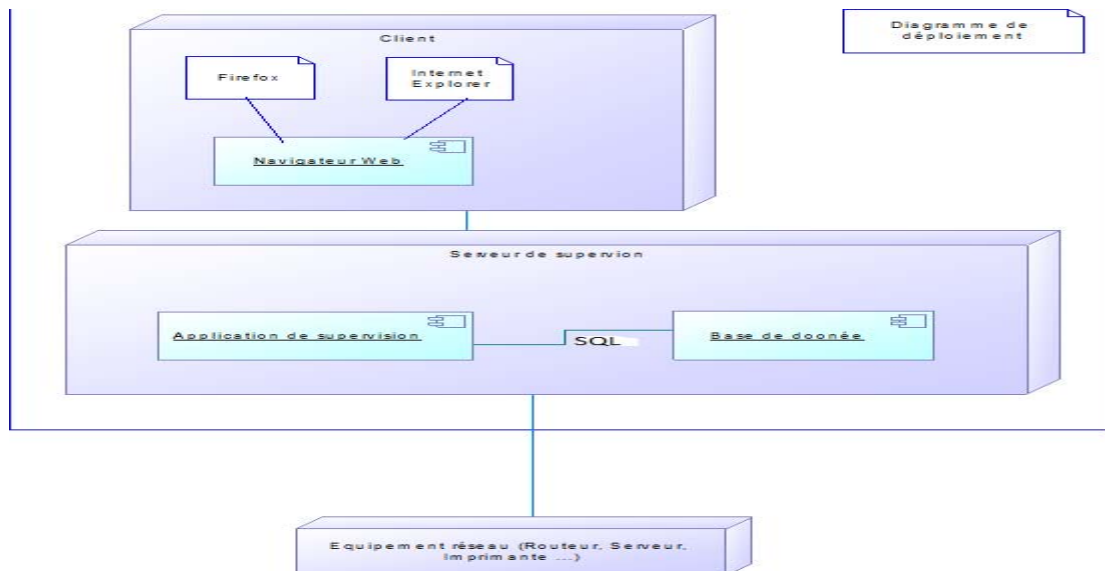 Client
Diagramme de
déploiement
Firefox
Internet
Explorer
Navigateur Web
Serveur de supervion
Application de supervision
SQL
Base de doonée
Equipement réseau (Routeur, Serveur,
Imprimante ...)